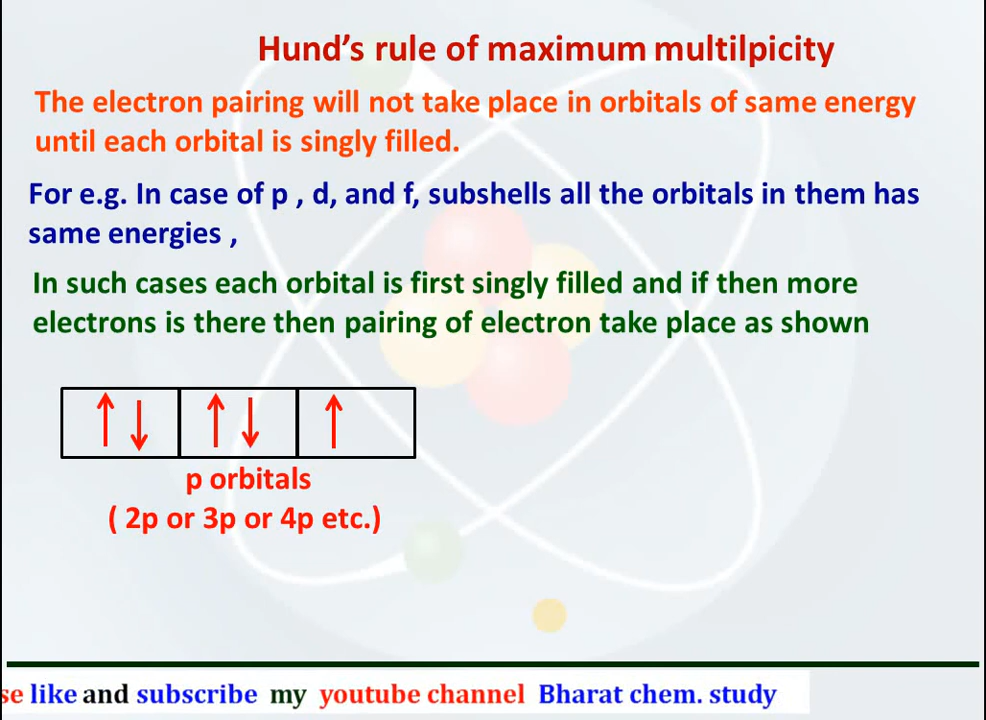 Hund's rule of maximum multilpicity
The electron pairing will not take place in orbitals of same energy
until each orbital is singly filled.
For e.g. In case of p , d, and f, subshells all the orbitals in them has
same energies ,
In such cases each orbital is first singly filled and if then more
electrons is there then pairing of electron take place as shown
p orbitals
( 2p or 3p or 4p etc.)
se like and subscribe my youtube channel Bharat chem. study